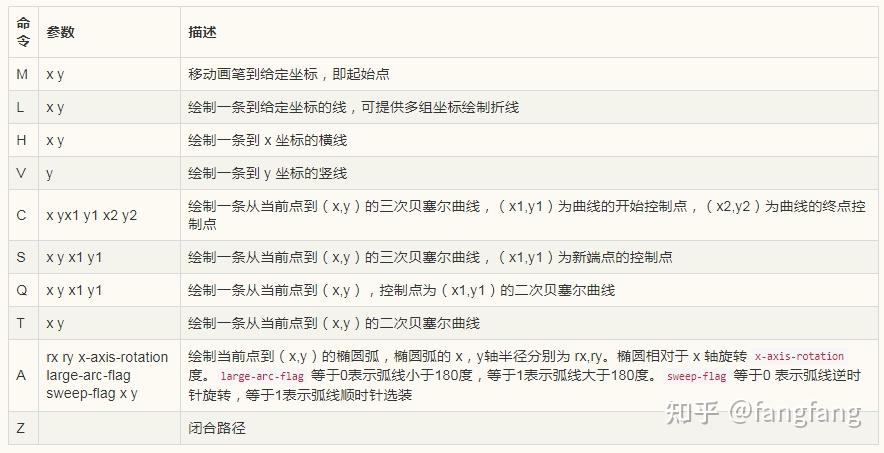 命令 参数 描述
M x y 移动画笔到给定坐标，即起始点
L x y 绘制一条到给定坐标的线，可提供多组坐标绘制折线
H x y 绘制一条到 x 坐标的横线
V y 绘制一条到 y 坐标的竖线
C x yx1 y1 x2 y2 绘制一条从当前点到（x,y）的三次贝塞尔曲线，（x1,y1）为曲线的开始控制点，（x2,y2）为曲线的终点控
制点
S x y x1 y1 绘制一条从当前点到（x,y）的三次贝塞尔曲线，（x1,y1）为新端点的控制点
Q x y x1 y1 绘制一条从当前点到（x,y），控制点为（x1,y1）的二次贝塞尔曲线
T x y 绘制一条从当前点到（x,y）的二次贝塞尔曲线
A rx ry x-axis-rotation
large-arc-flag
sweep-flag x y
绘制当前点到（x,y）的椭圆弧，椭圆弧的 x，y轴半径分别为 rx,ry。椭圆相对于 x 轴旋转 x-axis-rotation
度。 large-arc-flag 等于0表示弧线小于180度，等于1表示弧线大于180度。 sweep-flag 等于0 表示弧线逆时
针旋转，等于1表示弧线顺时针选装
Z 闭合路径
知乎 @fangfang